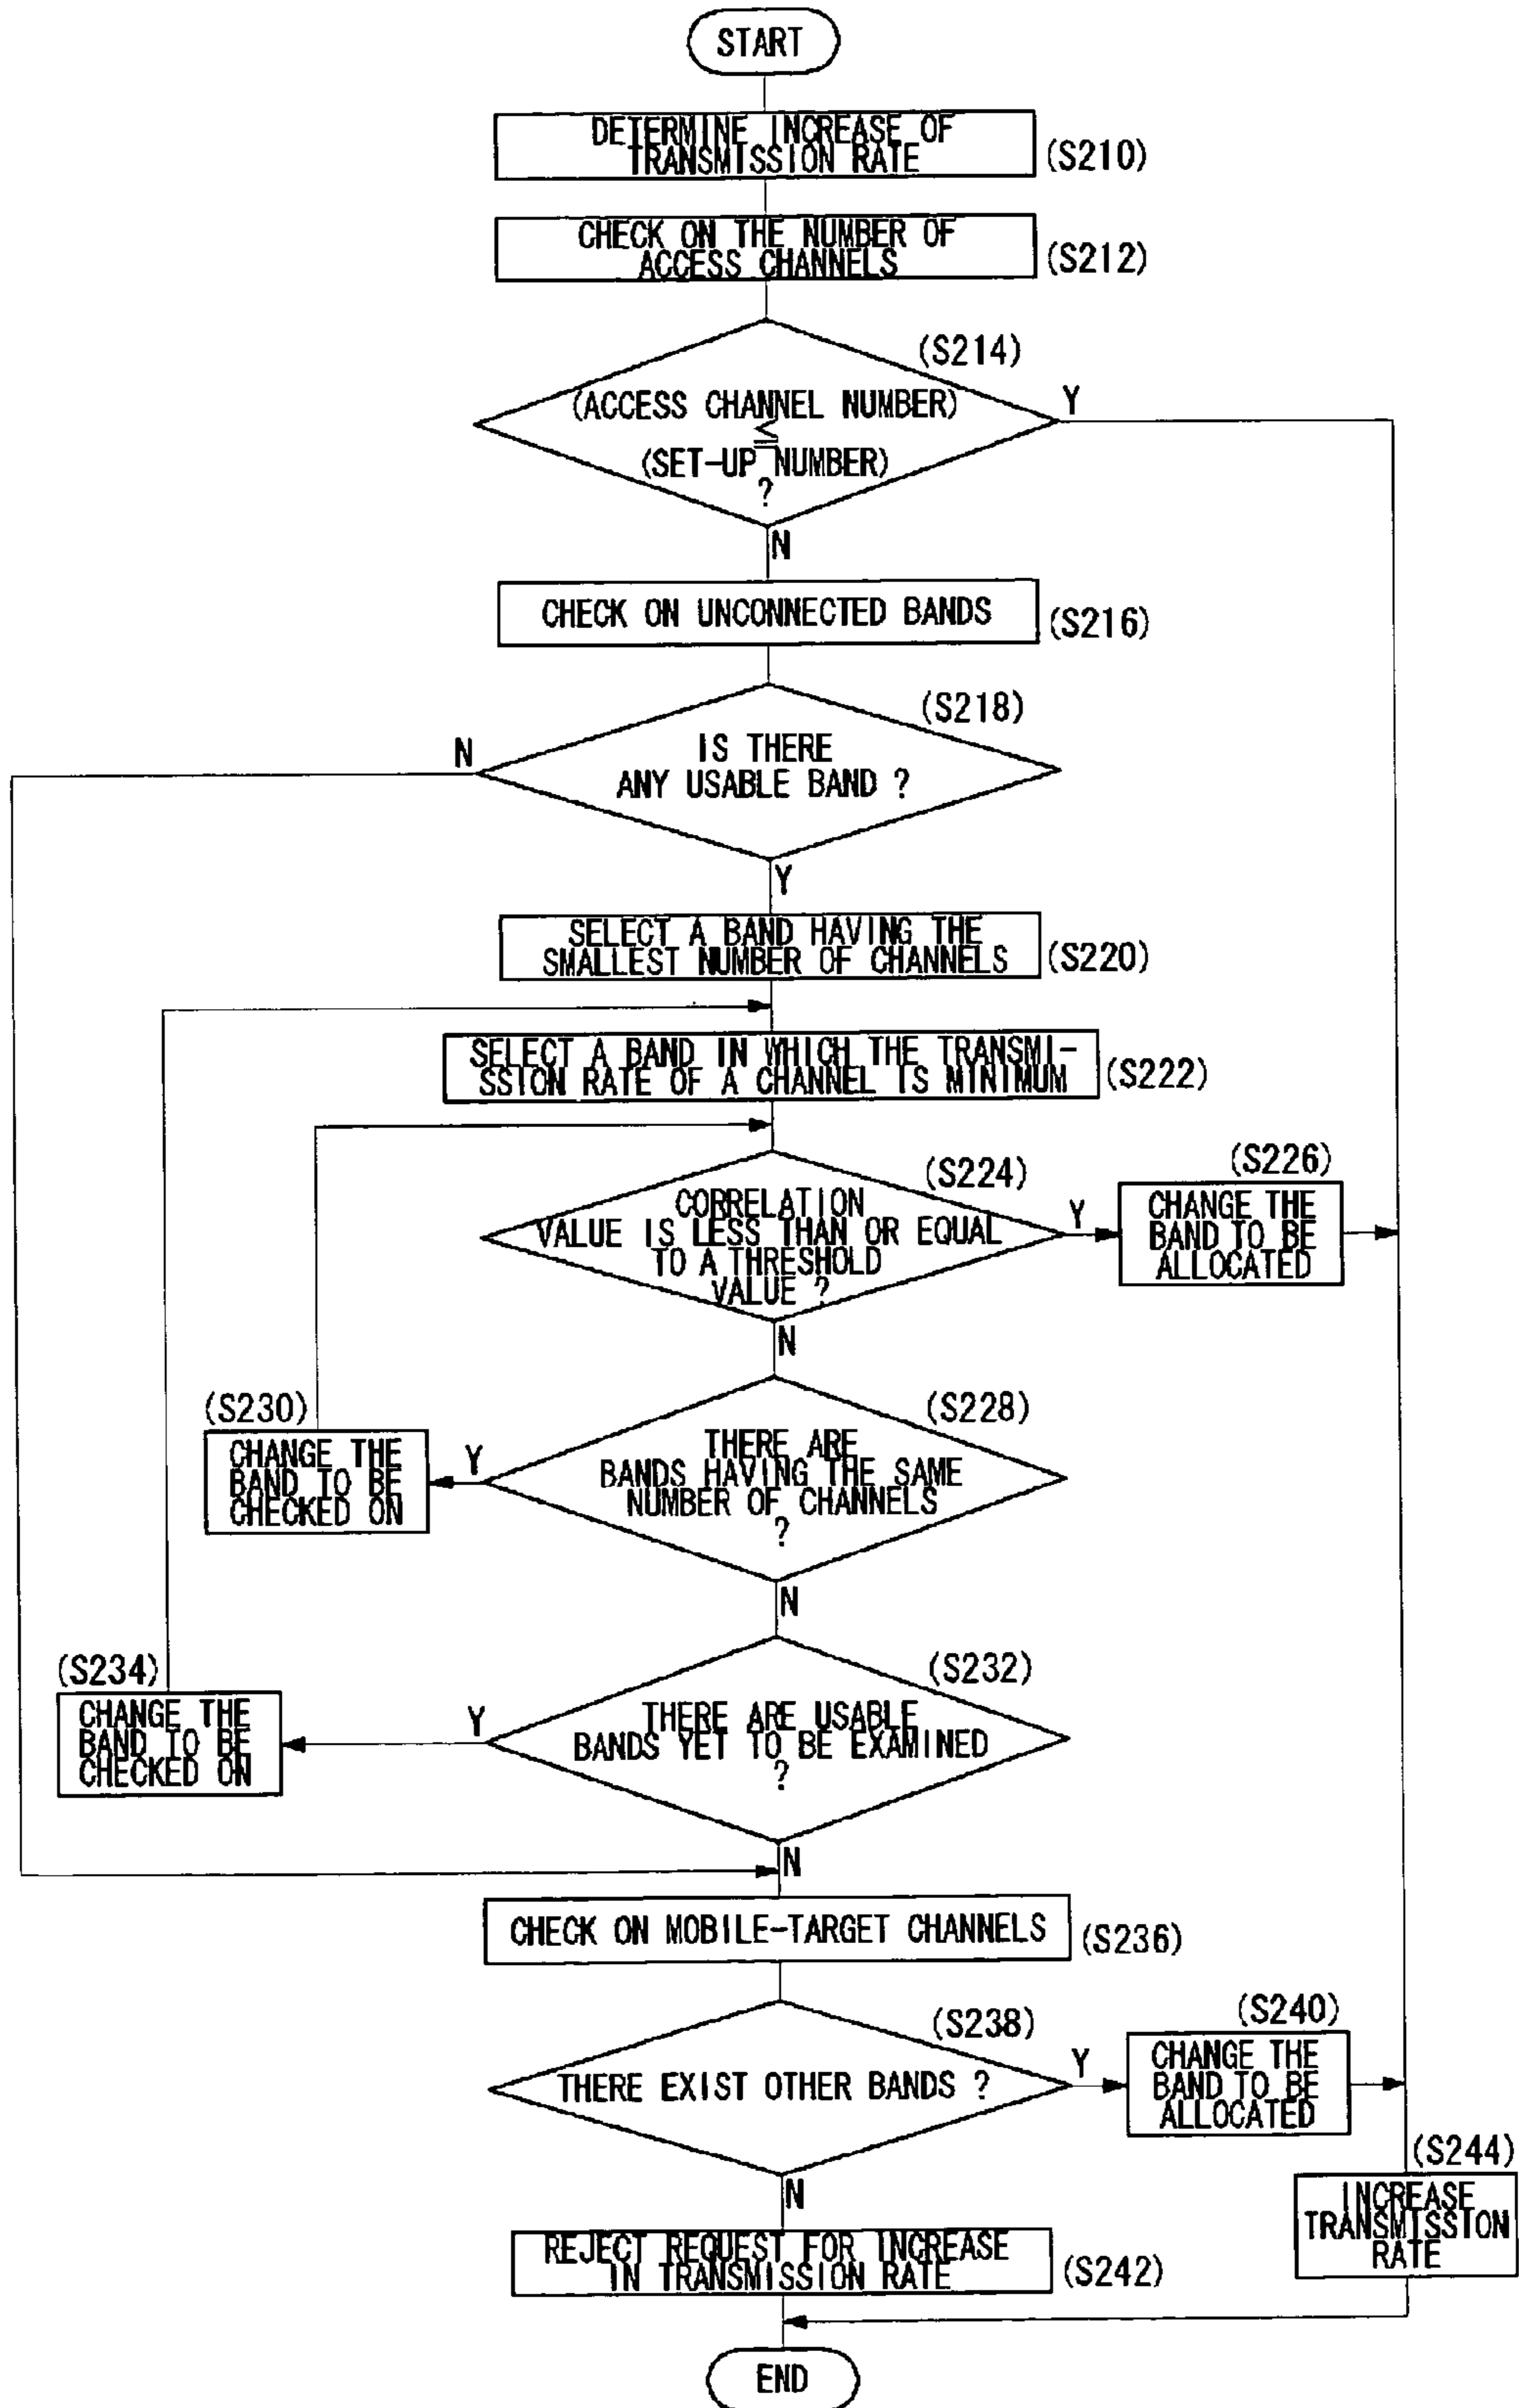 START
DETERMINE INCREASE OF
TRANSMISSION RATE
(S210)
CHECK ON THE NUMBER OF
ACCESS CHANNELS
(S212)
(S214)
(ACCESS CHANNEL NUMBER)
≦
(SET-UP NUMBER)
?
Y
N
CHECK ON UNCONNECTED BANDS
(S216)
(S218)
IS THERE
ANY USABLE BAND ?
N
Y
SELECT A BAND HAVING THE
SMALLEST NUMBER OF CHANNELS
(S220)
SELECT A BAND IN WHICH THE TRANSMI-
SSION RATE OF A CHANNEL IS MINIMUM
(S222)
(S224)
CORRELATION
VALUE IS LESS THAN OR EQUAL
TO A THRESHOLD
VALUE ?
Y
(S226)
CHANGE THE
BAND TO BE
ALLOCATED
N
(S228)
THERE ARE
BANDS HAVING THE SAME
NUMBER OF CHANNELS
?
Y
(S230)
CHANGE THE
BAND TO BE
CHECKED ON
N
(S232)
THERE ARE USABLE
BANDS YET TO BE EXAMINED
?
Y
(S234)
CHANGE THE
BAND TO BE
CHECKED ON
N
CHECK ON MOBILE-TARGET CHANNELS
(S236)
(S238)
THERE EXIST OTHER BANDS ?
Y
(S240)
CHANGE THE
BAND TO BE
ALLOCATED
N
(S244)
INCREASE
TRANSMISSION
RATE
REJECT REQUEST FOR INCREASE
IN TRANSMISSION RATE
(S242)
END